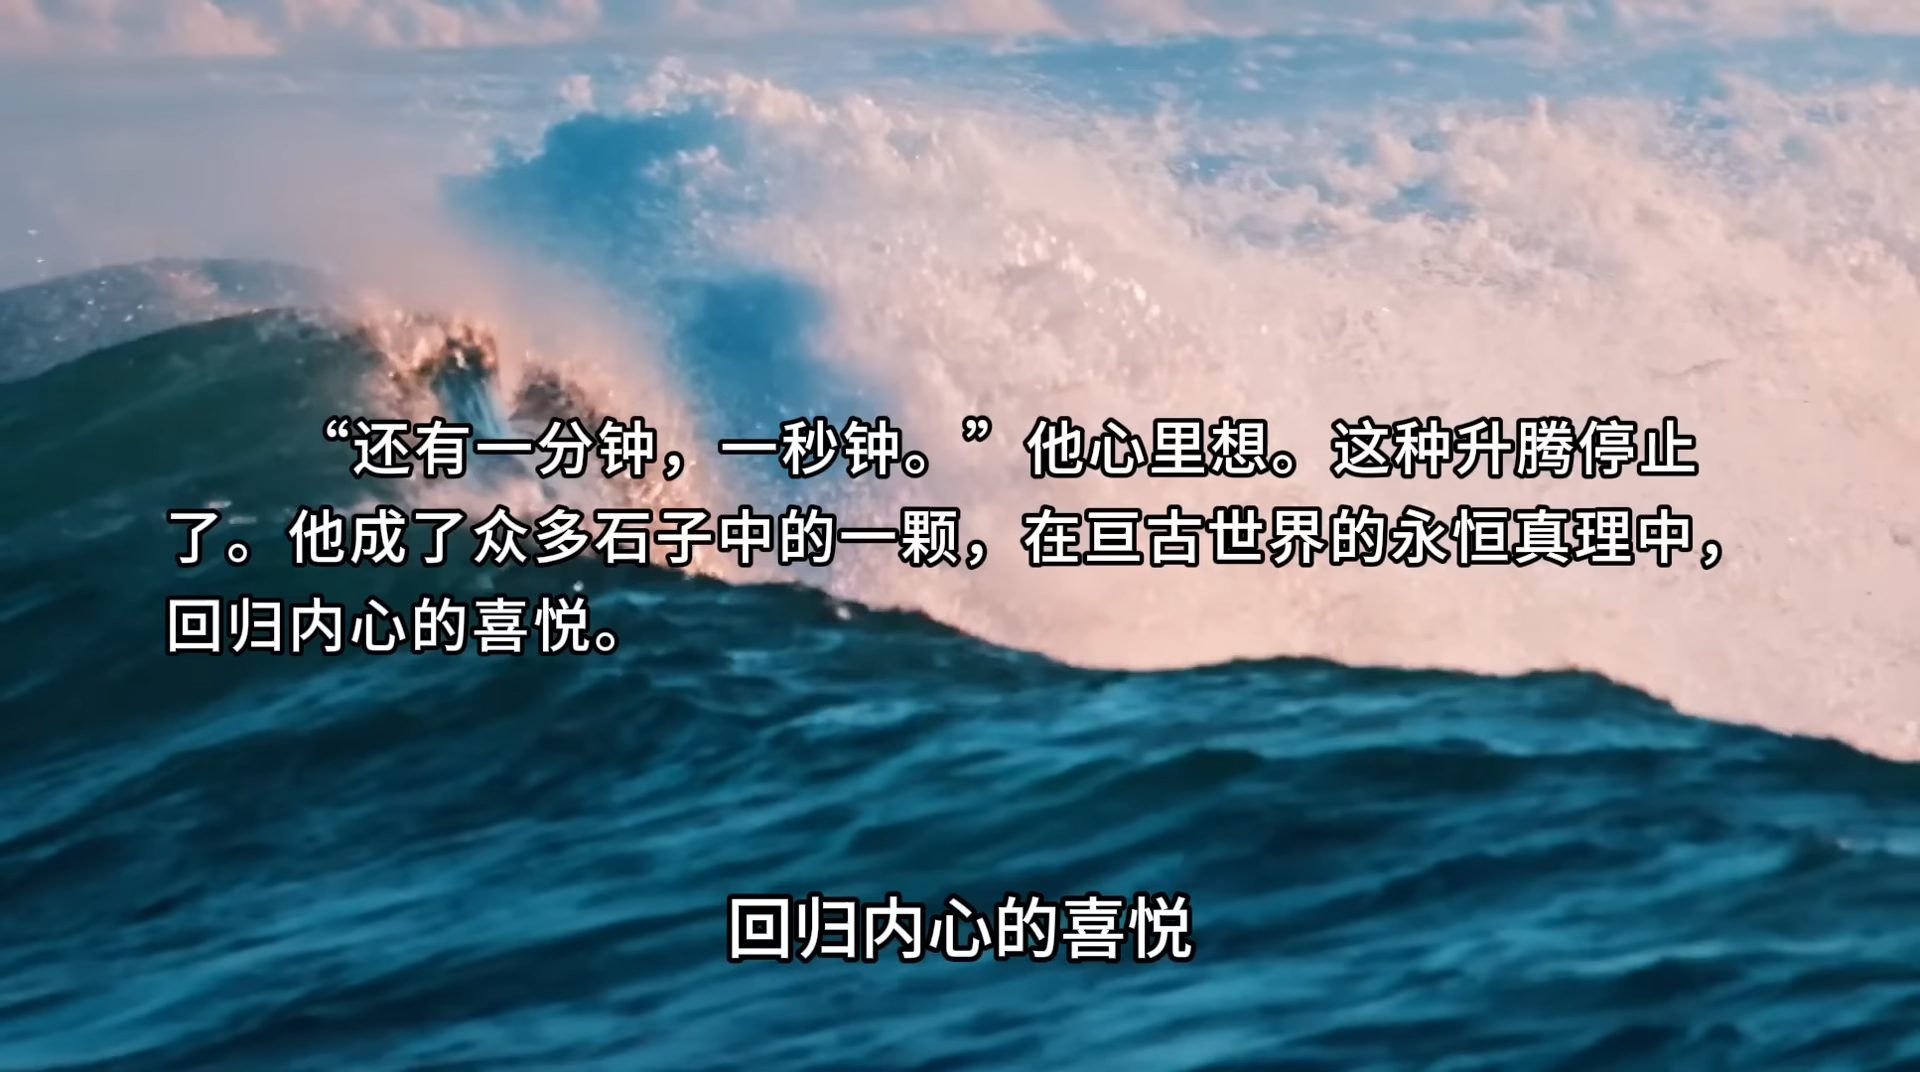 “还有一分钟，一秒钟。”他心里想。这种升腾停止
了。他成了众多石子中的一颗，在亘古世界的永恒真理中，
回归内心的喜悦。
回归内心的喜悦